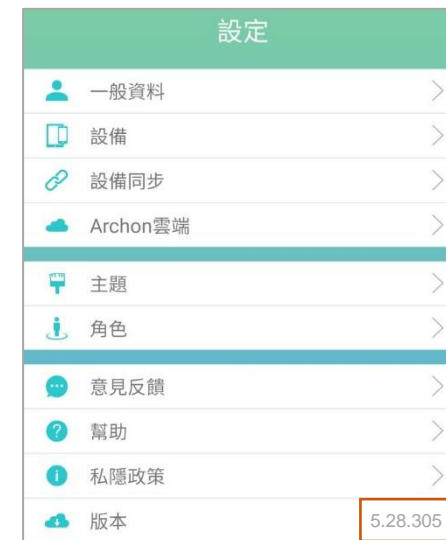 設定
一般資料
設備
設備同步
Archon雲端
主題
角色
意見反饋
幫助
私隱政策
版本 5.28.305